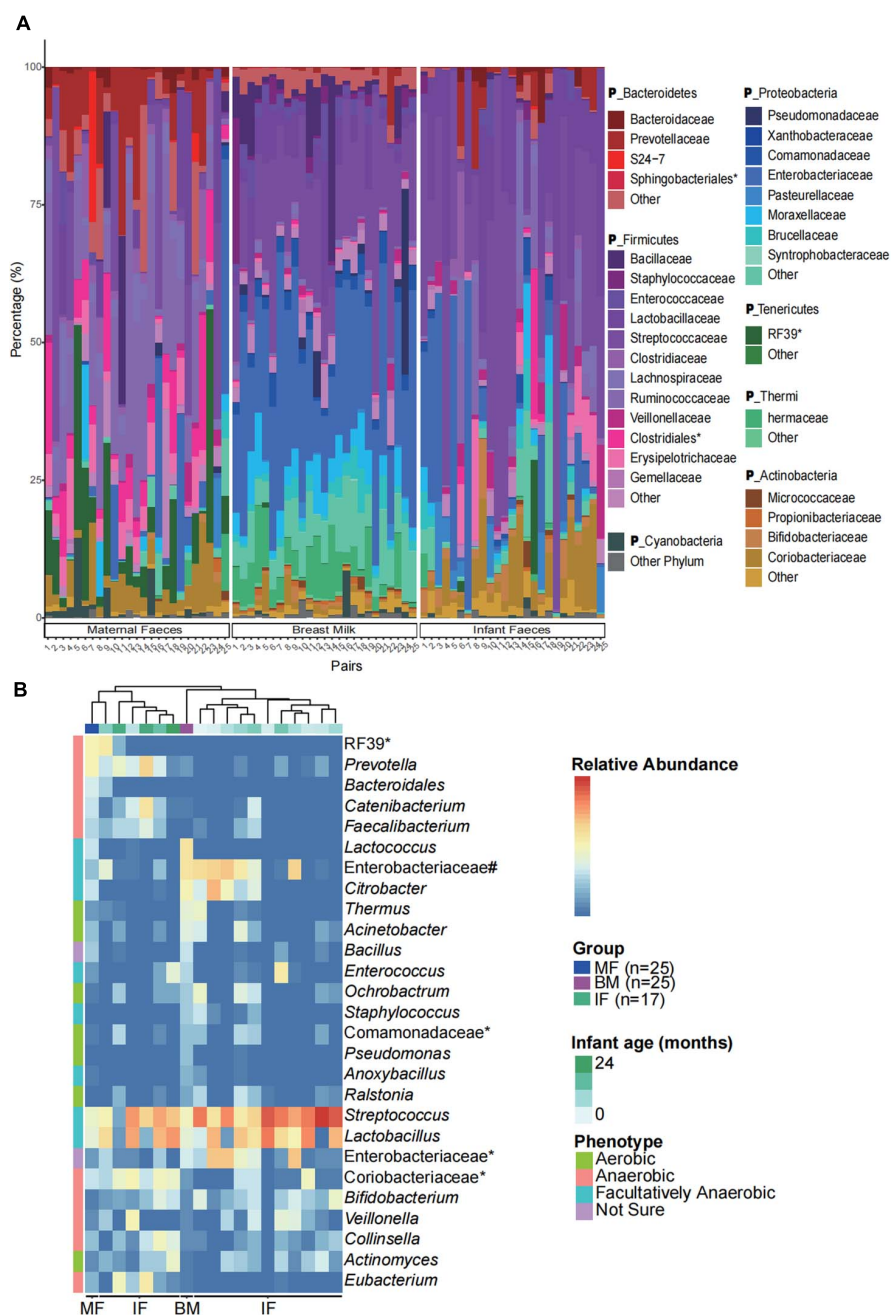 A
Percentage (%)
100
75
50
25
0
Maternal Faeces
Breast Milk
Infant Faeces
Pairs
P_Bacteroidetes
Bacteroidaceae
Prevotellaceae
S24-7
Sphingobacteriales*
Other
P_Firmicutes
Bacillaceae
Staphylococcaceae
Enterococcaceae
Lactobacillaceae
Streptococcaceae
Clostridiaceae
Lachnospiraceae
Ruminococcaceae
Veillonellaceae
Clostridiales*
Erysipelotrichaceae
Gemellaceae
Other
P_Cyanobacteria
Other Phylum
P_Proteobacteria
Pseudomonadaceae
Xanthobacteraceae
Comamonadaceae
Enterobacteriaceae
Pasteurellaceae
Moraxellaceae
Brucellaceae
Syntrophobacteraceae
Other
P_Tenericutes
RF39*
Other
P_Thermi
hermaceae
Other
P_Actinobacteria
Micrococcaceae
Propionibacteriaceae
Bifidobacteriaceae
Coriobacteriaceae
Other
B
RF39*
Prevotella
Bacteroidales
Catenibacterium
Faecalibacterium
Lactococcus
Enterobacteriaceae#
Citrobacter
Thermus
Acinetobacter
Bacillus
Enterococcus
Ochrobactrum
Staphylococcus
Comamonadaceae*
Pseudomonas
Anoxybacillus
Ralstonia
Streptococcus
Lactobacillus
Enterobacteriaceae*
Coriobacteriaceae*
Bifidobacterium
Veillonella
Collinsella
Actinomyces
Eubacterium
MF IF BM IF
Relative Abundance
Group
MF (n=25)
BM (n=25)
IF (n=17)
Infant age (months)
24
0
Phenotype
Aerobic
Anaerobic
Facultatively Anaerobic
Not Sure